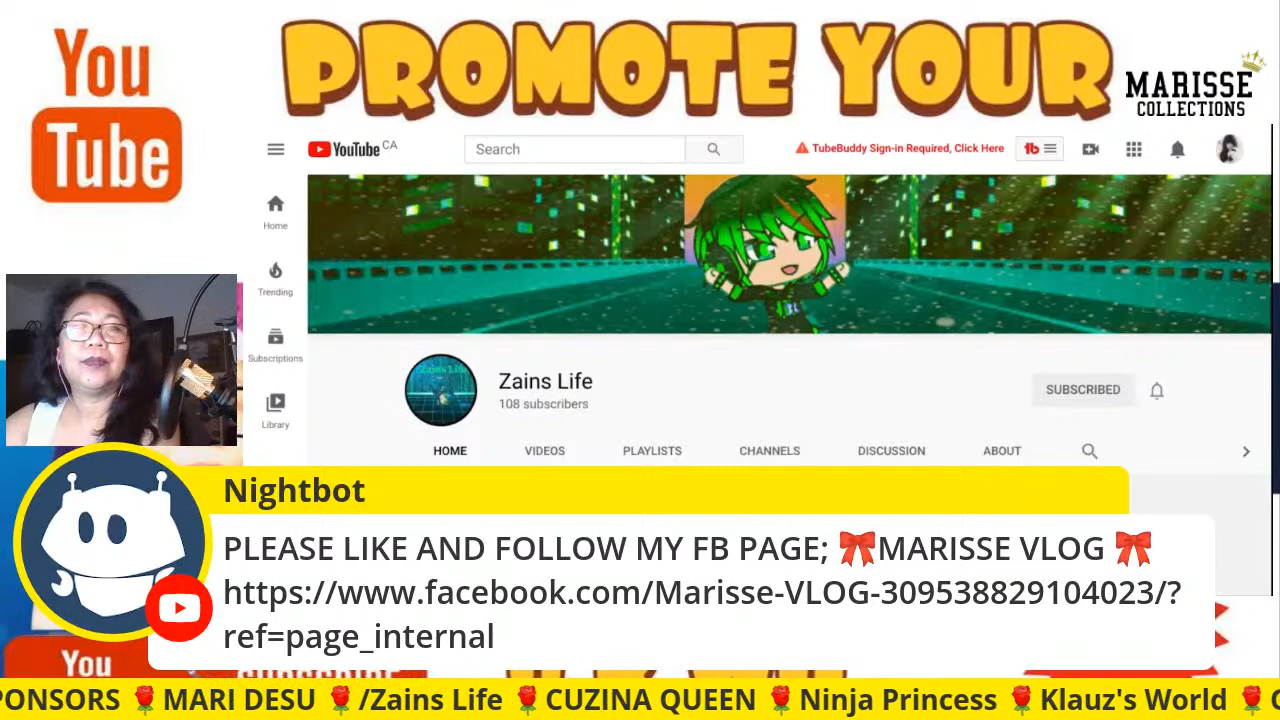 You
Tube
PROMOTE YOUR
MARISSE
COLLECTIONS
YouTube CA
Search
TubeBuddy Sign-in Required, Click Here
tb
Home
Trending
Subscriptions
Library
Zain's Life
Zains Life
108 subscribers
SUBSCRIBED
HOME VIDEOS PLAYLISTS CHANNELS DISCUSSION ABOUT
Nightbot
PLEASE LIKE AND FOLLOW MY FB PAGE; 🎀MARISSE VLOG 🎀
https://www.facebook.com/Marisse-VLOG-309538829104023/?
ref=page_internal
You
PONSORS 🌹MARI DESU 🌹/Zains Life 🌹CUZINA QUEEN 🌹Ninja Princess 🌹Klauz's World 🌹